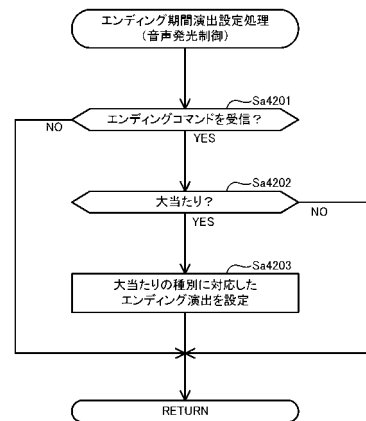 エンディング期間演出設定処理
（音声発光制御）
Sa4201
エンディングコマンドを受信？
NO
YES
Sa4202
大当たり？
NO
YES
Sa4203
大当たりの種別に対応した
エンディング演出を設定
RETURN